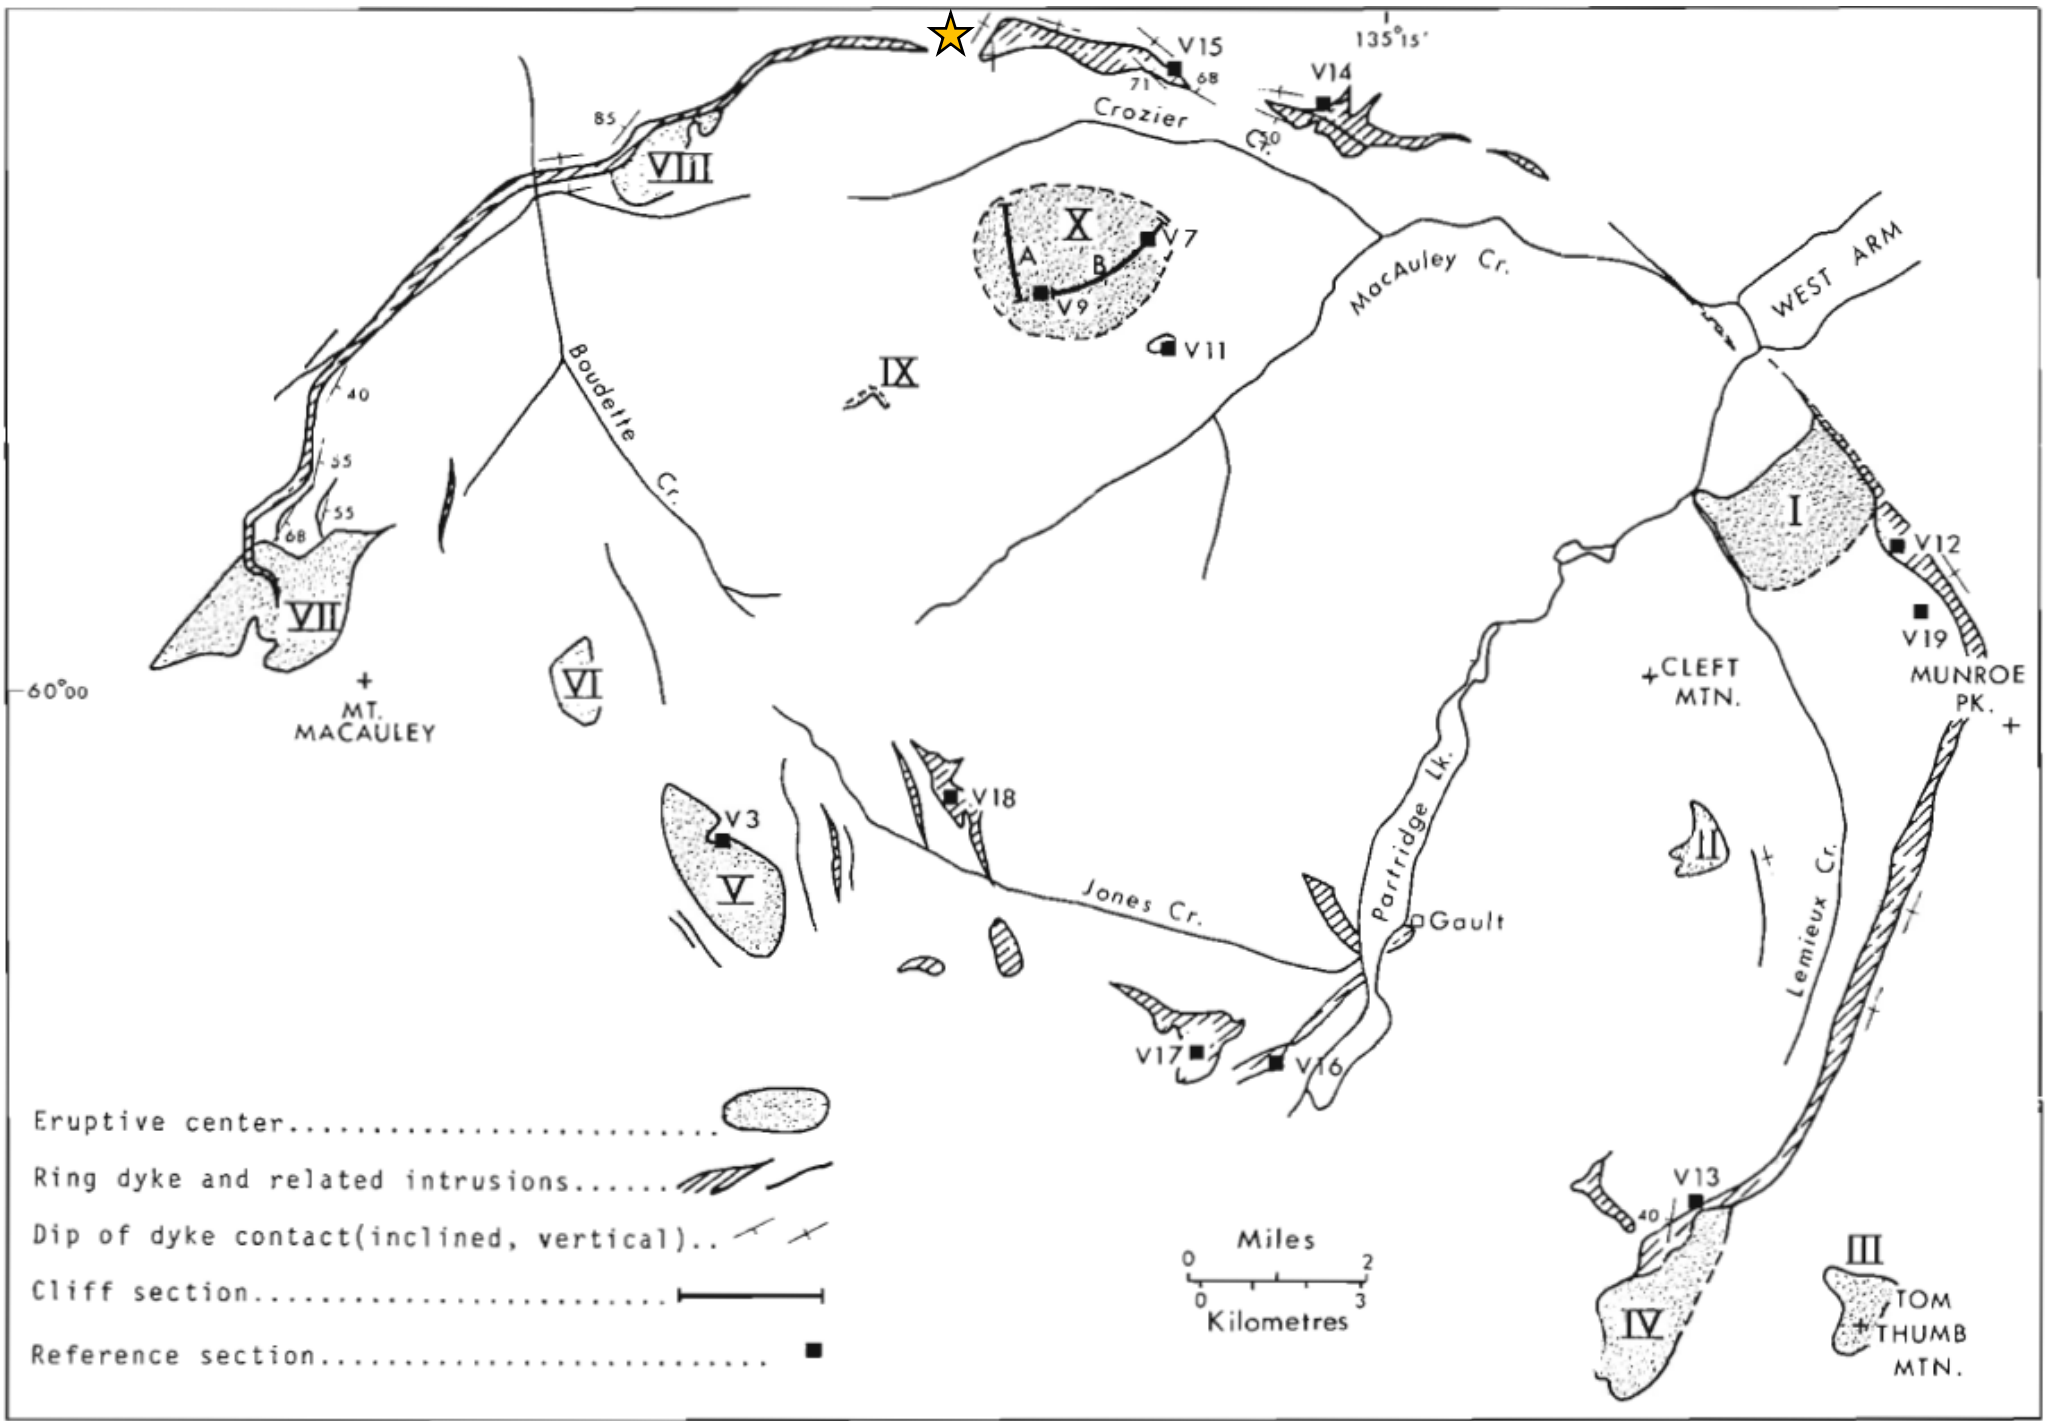 135°15'
V15
68
71
V14
Crozier
Cr.
50
85
VIII
X
V7
A
B
V9
V11
MacAuley Cr.
WEST ARM
IX
Boudette
Cr.
40
55
55
68
I
V12
V19
VII
VI
60°00
MT.
MACAULEY
CLEFT
MTN.
MUNROE
PK.
V18
V3
V
Partridge Lk.
II
Lemieux Cr.
Jones Cr.
Gault
V17
V16
V13
40
III
TOM
THUMB
MTN.
IV
Eruptive center..........................
Ring dyke and related intrusions......
Dip of dyke contact(inclined, vertical)..
Cliff section..........................
Reference section..........................
Miles
0 2
0 3
Kilometres